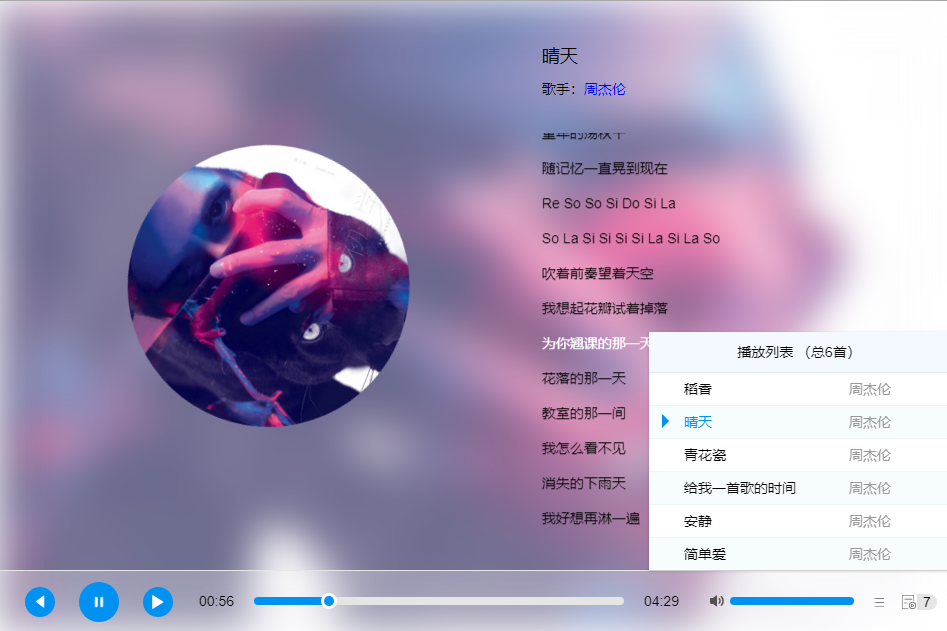 晴天
歌手：周杰伦
童年的荡秋千
随记忆一直晃到现在
Re So So Si Do Si La
So La Si Si Si Si La Si La So
吹着前奏望着天空
我想起花瓣试着掉落
为你翘课的那一天
花落的那一天
教室的那一间
我怎么看不见
消失的下雨天
我好想再淋一遍
播放列表 （总6首）
稻香 周杰伦
晴天 周杰伦
青花瓷 周杰伦
给我一首歌的时间 周杰伦
安静 周杰伦
简单爱 周杰伦
00:56 04:29 7